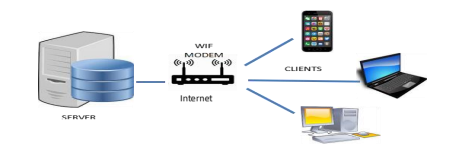 WIF
MODEM
CLIENTS
Internet
SERVER